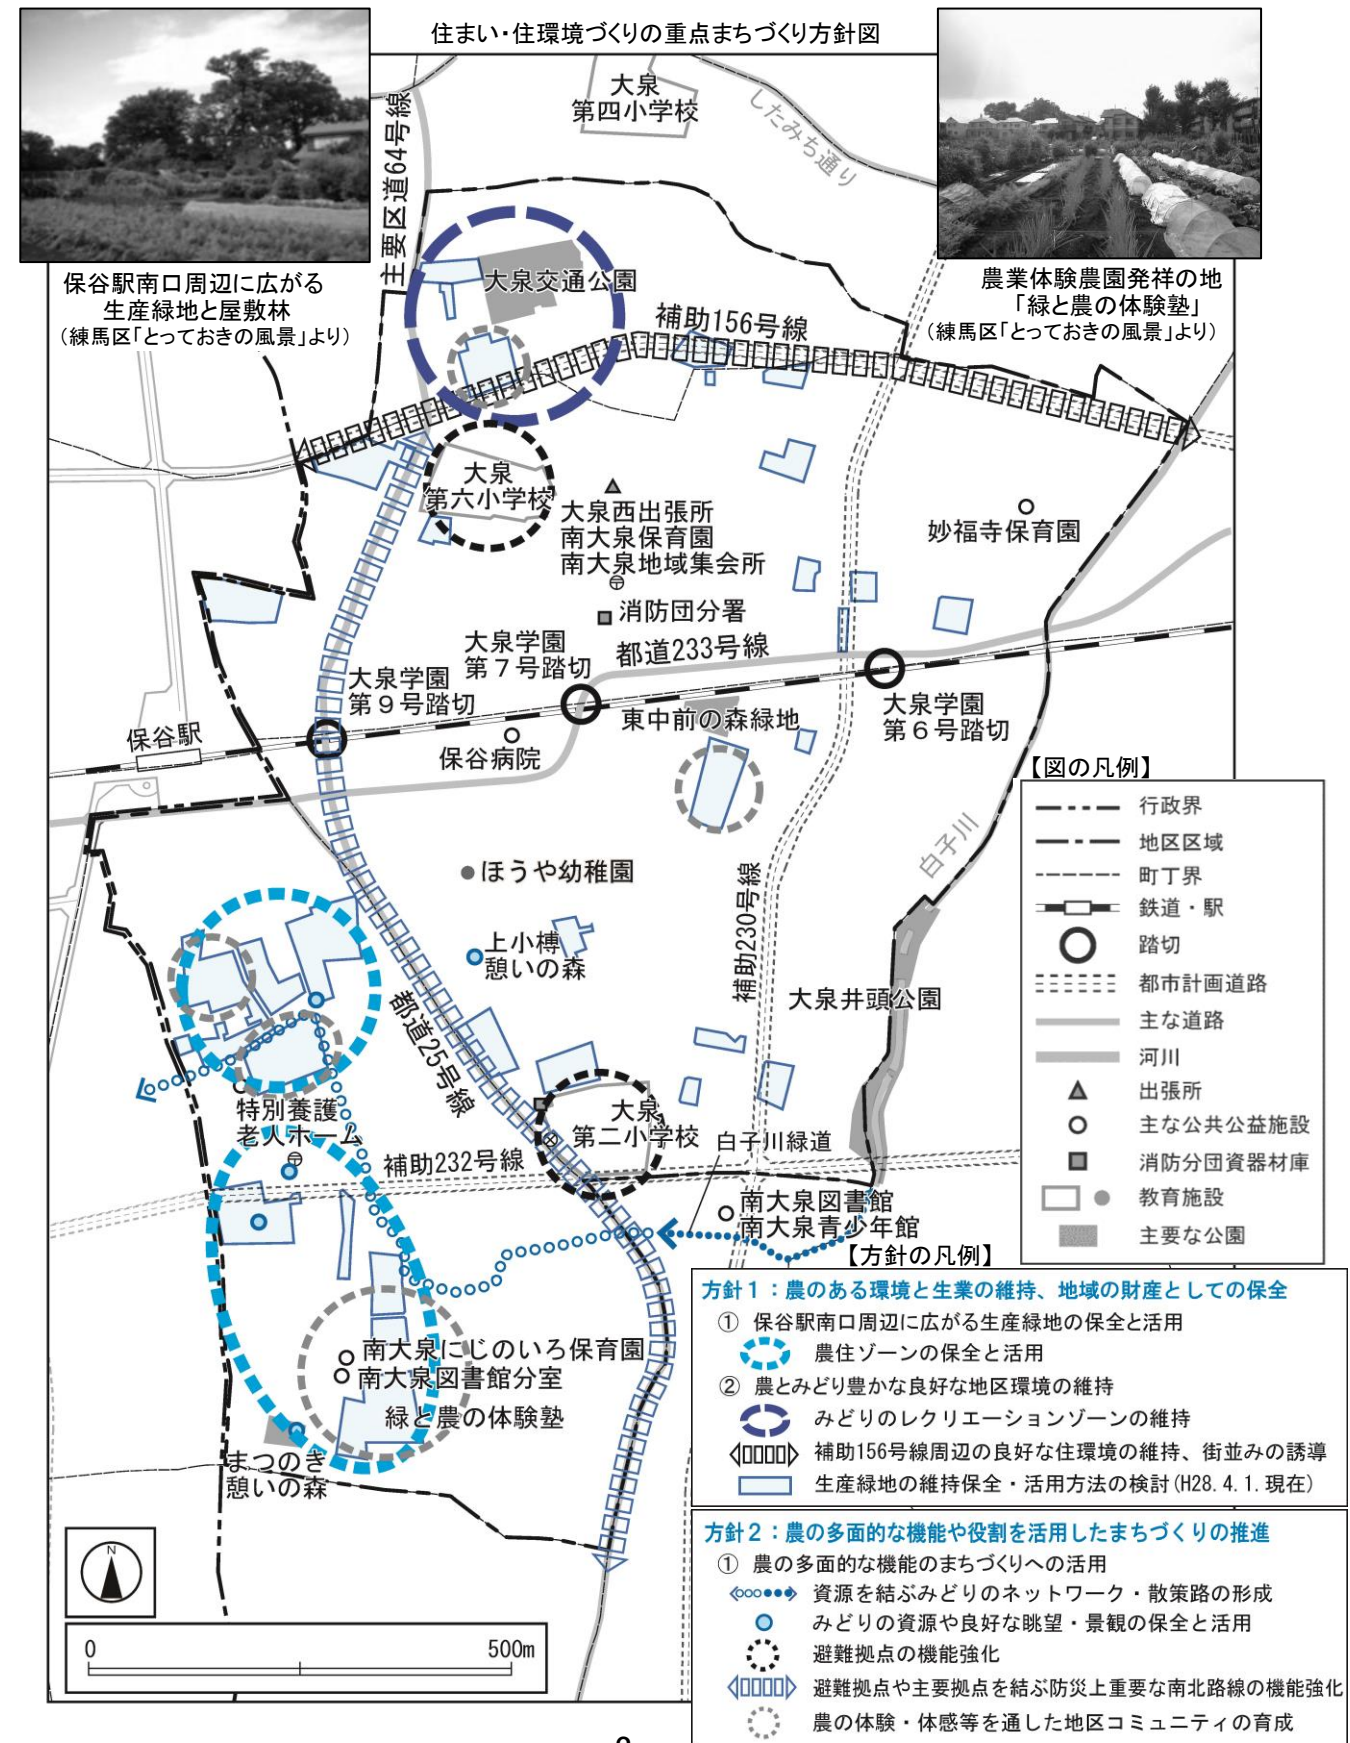 住まい・住環境づくりの重点まちづくり方針図
保谷駅南口周辺に広がる
生産緑地と屋敷林
（練馬区「とっておきの風景」より）
農業体験農園発祥の地
「緑と農の体験塾」
（練馬区「とっておきの風景」より）
大泉
第四小学校
したみち通り
主要区道64号線
大泉交通公園
補助156号線
大泉
第六小学校
大泉西出張所
南大泉保育園
南大泉地域集会所
妙福寺保育園
消防団分署
大泉学園
第７号踏切
都道233号線
大泉学園
第９号踏切
大泉学園
第６号踏切
保谷駅
保谷病院
東中前の森緑地
白子川
ほうや幼稚園
補助230号線
上小榑
憩いの森
大泉井頭公園
都道25号線
特別養護
老人ホーム
大泉
第二小学校
白子川緑道
補助232号線
南大泉図書館
南大泉青少年館
南大泉にじのいろ保育園
南大泉図書館分室
緑と農の体験塾
まつのき
憩いの森
N
0
500m
【図の凡例】
行政界
地区区域
町丁界
鉄道・駅
踏切
都市計画道路
主な道路
河川
出張所
主な公共公益施設
消防分団資器材庫
教育施設
主要な公園
【方針の凡例】
方針１：農のある環境と生業の維持、地域の財産としての保全
① 保谷駅南口周辺に広がる生産緑地の保全と活用
農住ゾーンの保全と活用
② 農とみどり豊かな良好な地区環境の維持
みどりのレクリエーションゾーンの維持
補助156号線周辺の良好な住環境の維持、街並みの誘導
生産緑地の維持保全・活用方法の検討(H28.4.1.現在)
方針２：農の多面的な機能や役割を活用したまちづくりの推進
① 農の多面的な機能のまちづくりへの活用
資源を結ぶみどりのネットワーク・散策路の形成
みどりの資源や良好な眺望・景観の保全と活用
避難拠点の機能強化
避難拠点や主要拠点を結ぶ防災上重要な南北路線の機能強化
農の体験・体感等を通した地区コミュニティの育成